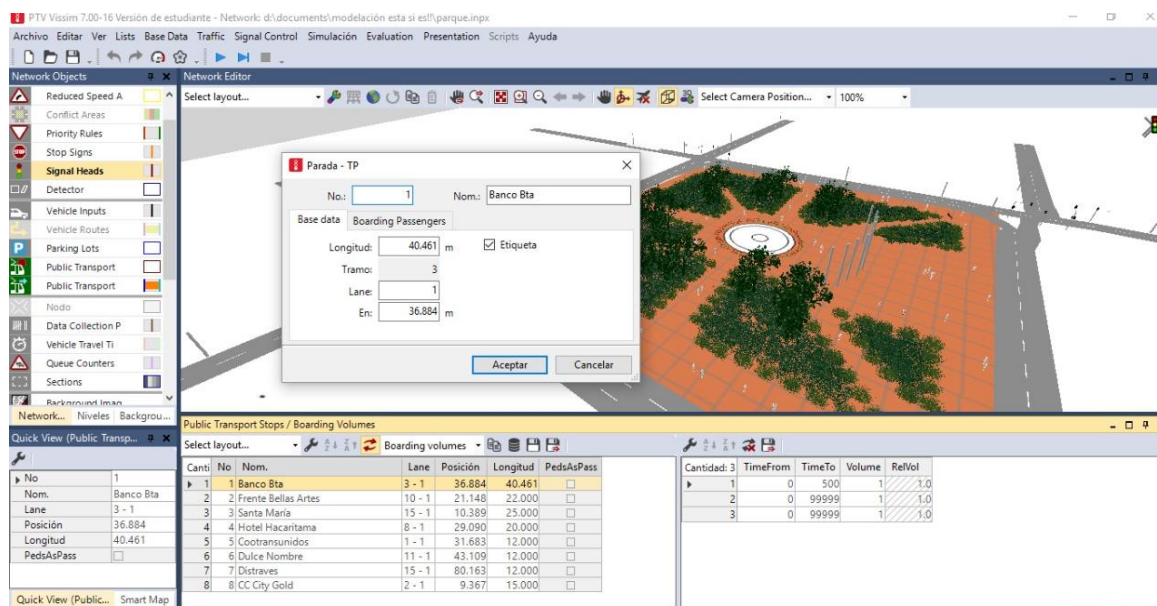 PTV Vissim 7.00-16 Versión de estudiante - Network: d:\documents\modelación esta si es!!\parque.inpx
Archivo Editar Ver Lists Base Data Traffic Signal Control Simulación Evaluation Presentation Scripts Ayuda
Network Objects
Network Editor
Reduced Speed A
Select layout...
Select Camera Position...
100%
Conflict Areas
Priority Rules
Stop Signs
Signal Heads
Detector
Vehicle Inputs
Vehicle Routes
Parking Lots
Public Transport
Public Transport
Nodo
Data Collection P
Vehicle Travel Ti
Queue Counters
Sections
Background Imag
Network... Niveles Backgrou...
Parada - TP
No.: 1 Nom.: Banco Bta
Base data Boarding Passengers
Longitud: 40.461 m Etiqueta
Tramo: 3
Lane: 1
En: 36.884 m
Aceptar Cancelar
Quick View (Public Transp...
No 1
Nom. Banco Bta
Lane 3 - 1
Posición 36.884
Longitud 40.461
PedsAsPass
Quick View (Public... Smart Map
Public Transport Stops / Boarding Volumes
Select layout... Boarding volumes
Canti No Nom. Lane Posición Longitud PedsAsPass
1 1 Banco Bta 3 - 1 36.884 40.461
2 2 Frente Bellas Artes 10 - 1 21.148 22.000
3 3 Santa María 15 - 1 10.389 25.000
4 4 Hotel Hacaritama 8 - 1 29.090 20.000
5 5 Cootransunidos 1 - 1 31.683 12.000
6 6 Dulce Nombre 11 - 1 43.109 12.000
7 7 Distraves 15 - 1 80.163 12.000
8 8 CC City Gold 2 - 1 9.367 15.000
Cantidad: 3 TimeFrom TimeTo Volume RelVol
1 0 500 1 1.0
2 0 99999 1 1.0
3 0 99999 1 1.0